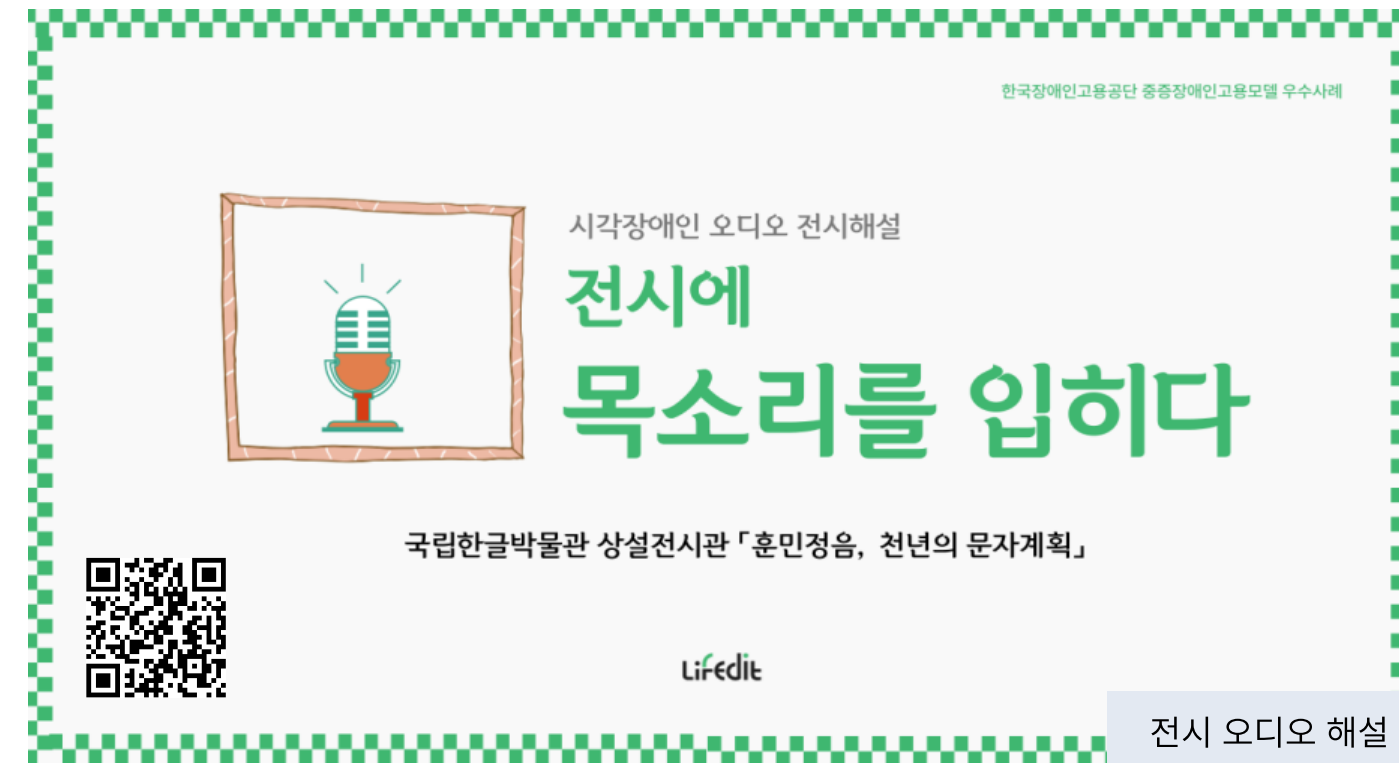 한국장애인고용공단 중증장애인고용모델 우수사례
시각장애인 오디오 전시해설
전시에
목소리를 입히다
국립한글박물관 상설전시관 「훈민정음, 천년의 문자계획」
Lifedit
전시 오디오 해설